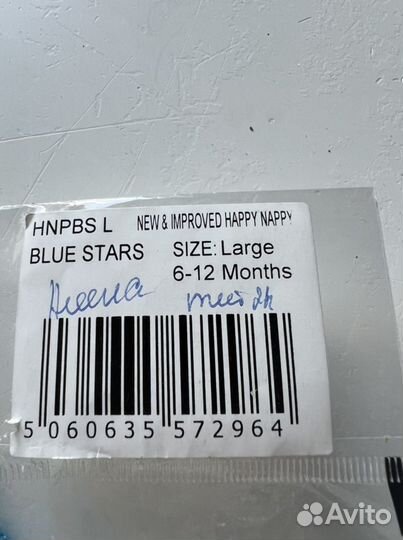 HNPBS L NEW & IMPROVED HAPPY NAPPY
BLUE STARS SIZE: Large
6-12 Months
5 060635 572964
Avito